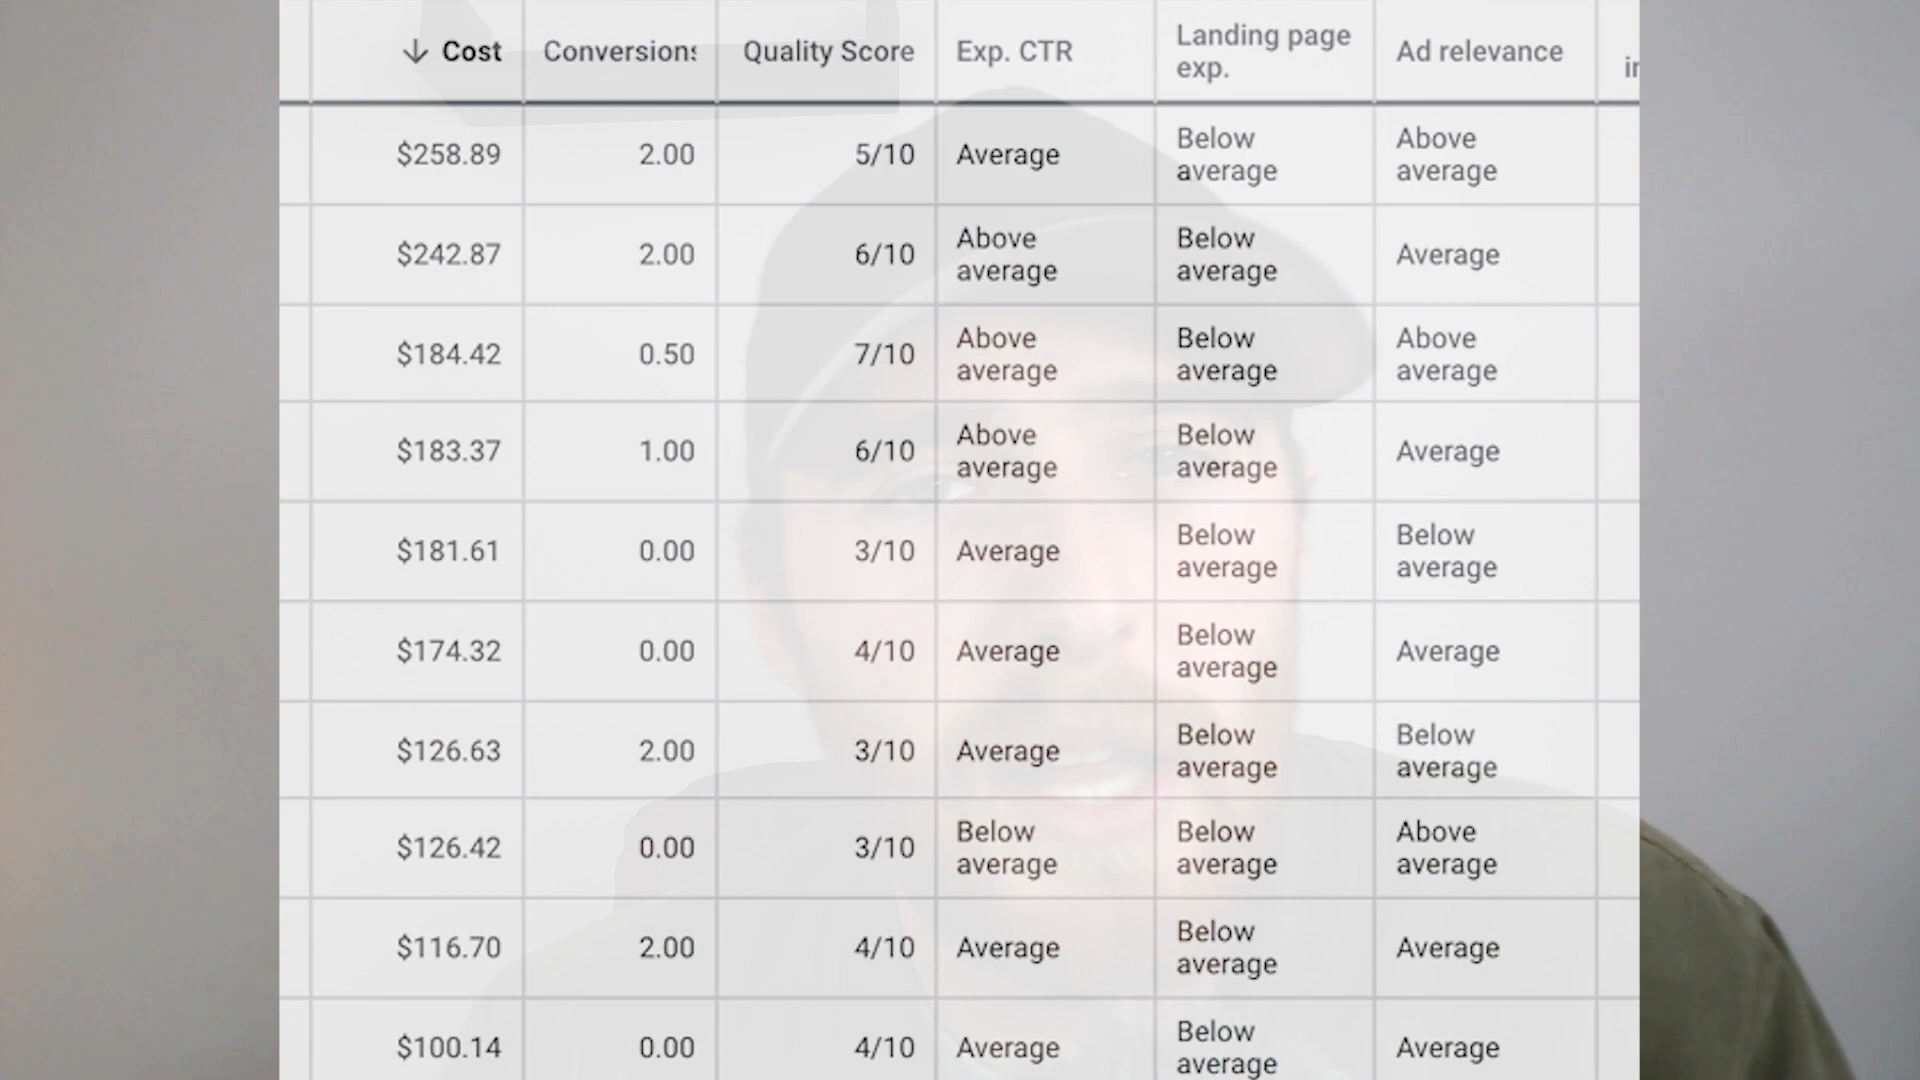 ↓ Cost Conversions Quality Score Exp. CTR Landing page exp. Ad relevance
$258.89 2.00 5/10 Average Below average Above average
$242.87 2.00 6/10 Above average Below average Average
$184.42 0.50 7/10 Above average Below average Above average
$183.37 1.00 6/10 Above average Below average Average
$181.61 0.00 3/10 Average Below average Below average
$174.32 0.00 4/10 Average Below average Average
$126.63 2.00 3/10 Average Below average Below average
$126.42 0.00 3/10 Below average Below average Above average
$116.70 2.00 4/10 Average Below average Average
$100.14 0.00 4/10 Average Below average Average